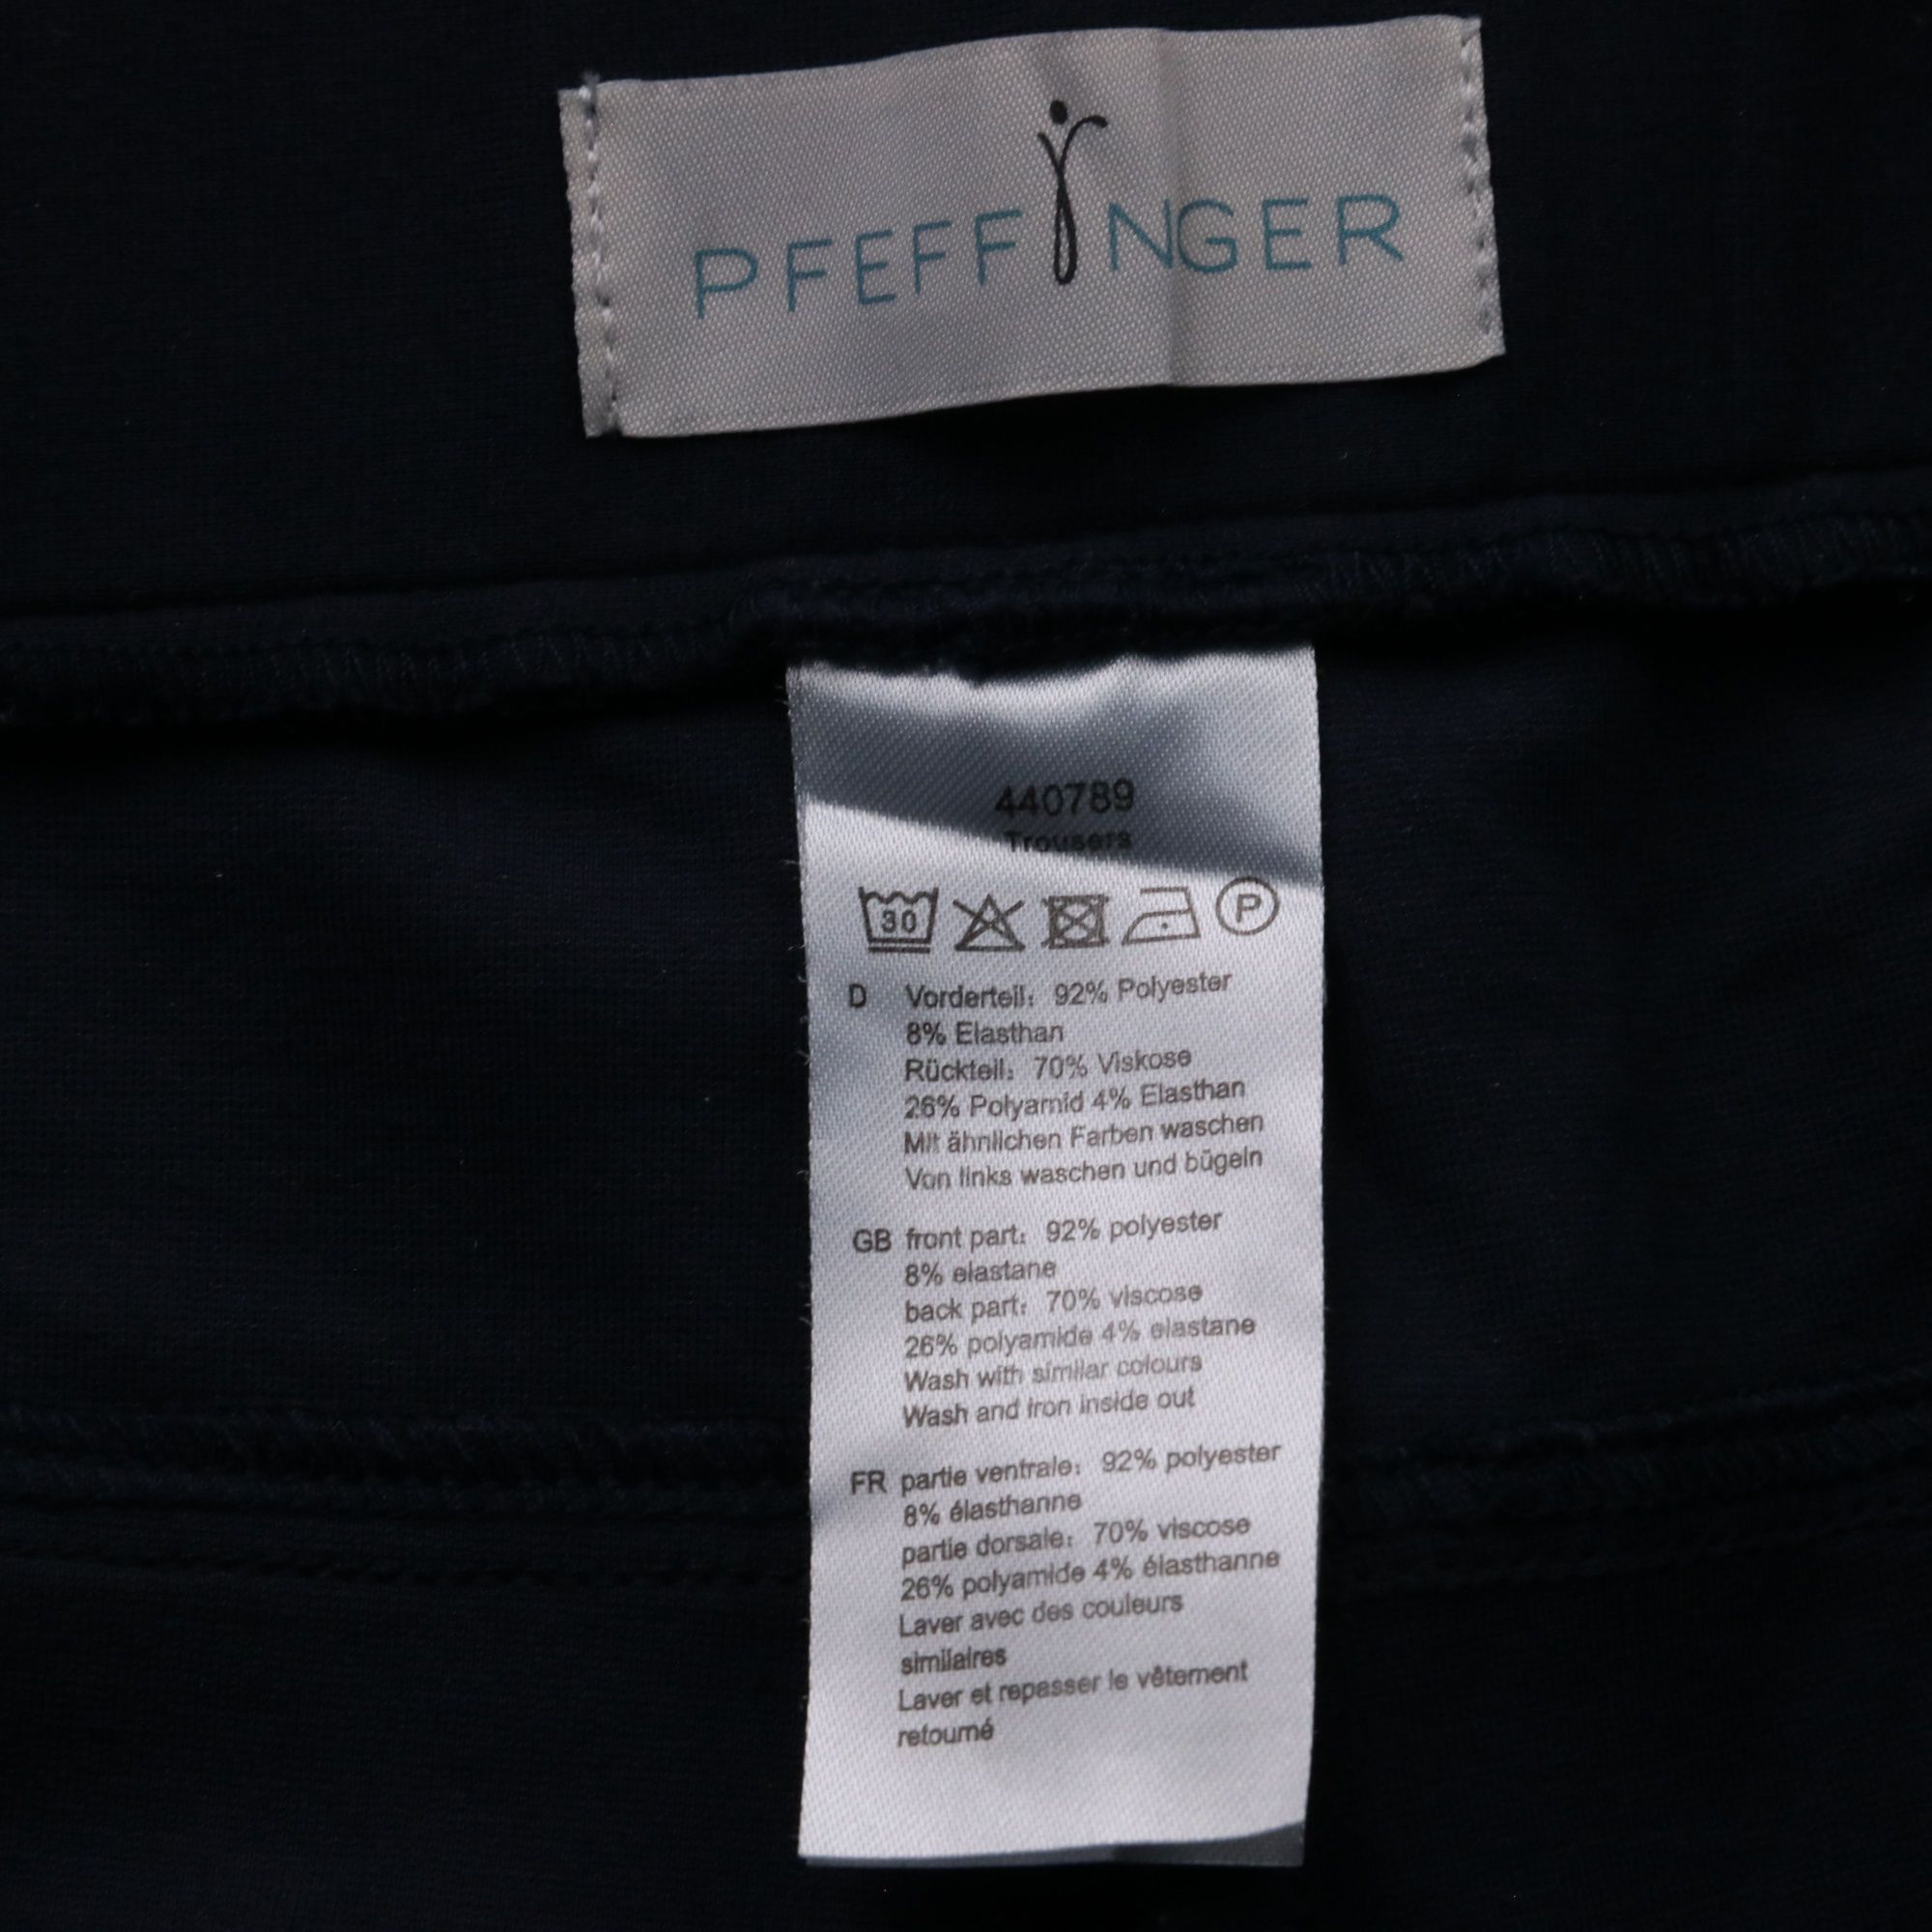 PFEFFINGER
440789
Trousers
30 P
D Vorderteil: 92% Polyester
8% Elasthan
Rückteil: 70% Viskose
26% Polyamid 4% Elasthan
Mit ähnlichen Farben waschen
Von links waschen und bügeln
GB front part: 92% polyester
8% elastane
back part: 70% viscose
26% polyamide 4% elastane
Wash with similar colours
Wash and iron inside out
FR partie ventrale: 92% polyester
8% élasthanne
partie dorsale: 70% viscose
26% polyamide 4% élasthanne
Laver avec des couleurs
similaires
Laver et repasser le vêtement
retourné